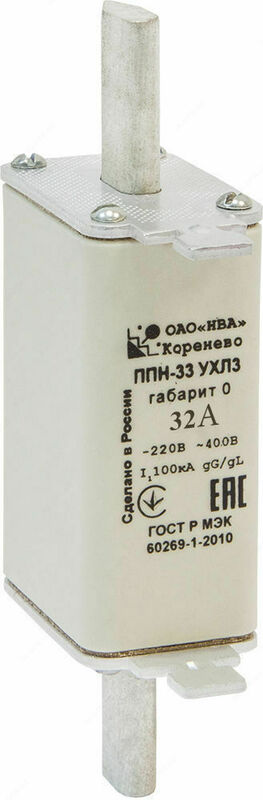 ОАО «НВА»
Коренево
ППН-33 УХЛ3
габарит 0
32А
-220В ~400В
I₁100кА gG/gL
Сделано в России
ЕАС
ГОСТ Р МЭК
60269-1-2010